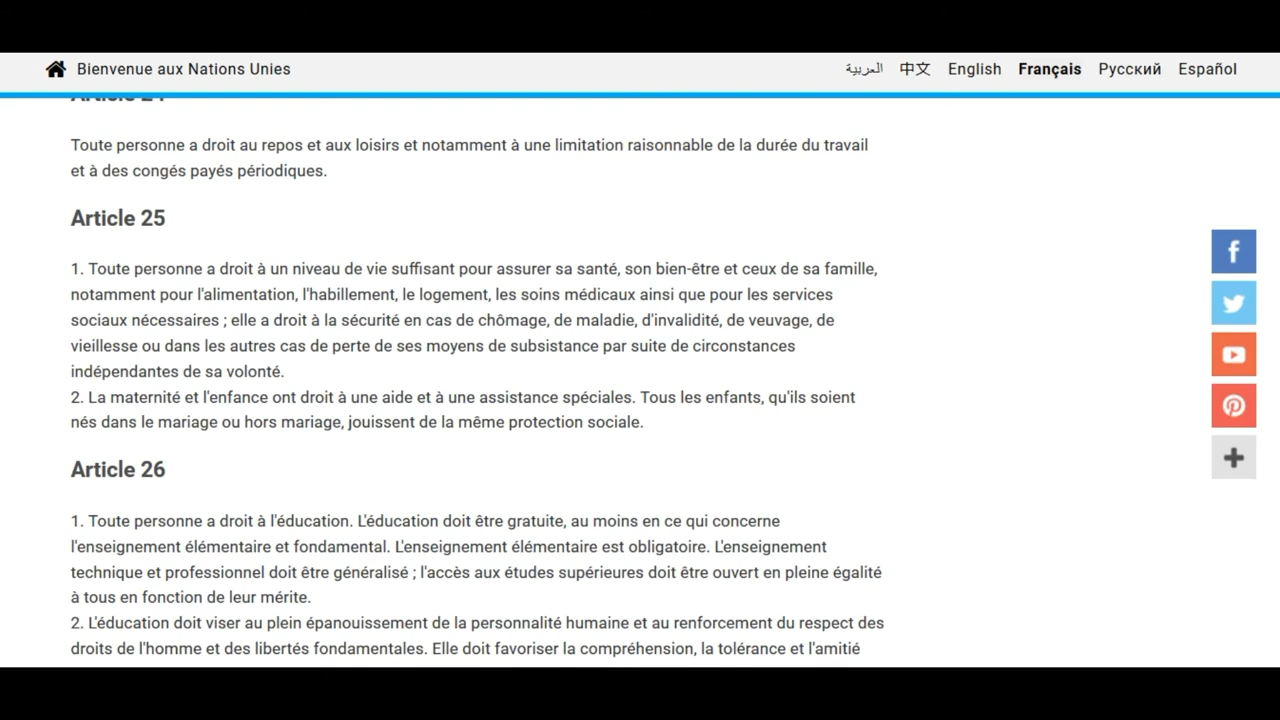 Bienvenue aux Nations Unies
العربية 中文 English Français Русский Español
Article 24
Toute personne a droit au repos et aux loisirs et notamment à une limitation raisonnable de la durée du travail
et à des congés payés périodiques.
Article 25
1. Toute personne a droit à un niveau de vie suffisant pour assurer sa santé, son bien-être et ceux de sa famille,
notamment pour l'alimentation, l'habillement, le logement, les soins médicaux ainsi que pour les services
sociaux nécessaires ; elle a droit à la sécurité en cas de chômage, de maladie, d'invalidité, de veuvage, de
vieillesse ou dans les autres cas de perte de ses moyens de subsistance par suite de circonstances
indépendantes de sa volonté.
2. La maternité et l'enfance ont droit à une aide et à une assistance spéciales. Tous les enfants, qu'ils soient
nés dans le mariage ou hors mariage, jouissent de la même protection sociale.
Article 26
1. Toute personne a droit à l'éducation. L'éducation doit être gratuite, au moins en ce qui concerne
l'enseignement élémentaire et fondamental. L'enseignement élémentaire est obligatoire. L'enseignement
technique et professionnel doit être généralisé ; l'accès aux études supérieures doit être ouvert en pleine égalité
à tous en fonction de leur mérite.
2. L'éducation doit viser au plein épanouissement de la personnalité humaine et au renforcement du respect des
droits de l'homme et des libertés fondamentales. Elle doit favoriser la compréhension, la tolérance et l'amitié